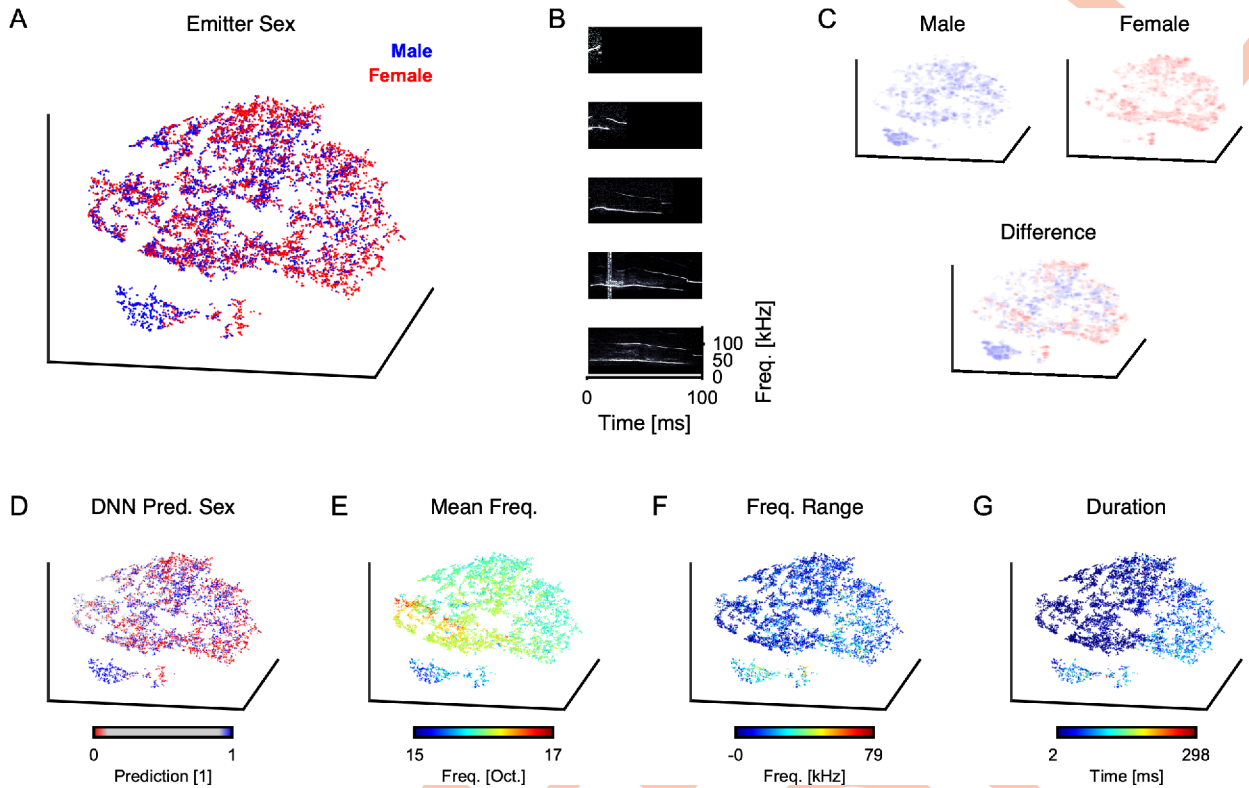 A
Emitter Sex
Male
Female
B
100
50
0
Freq. [kHz]
0
100
Time [ms]
C
Male
Female
Difference
D
DNN Pred. Sex
0
1
Prediction [1]
E
Mean Freq.
15
17
Freq. [Oct.]
F
Freq. Range
-0
79
Freq. [kHz]
G
Duration
2
298
Time [ms]